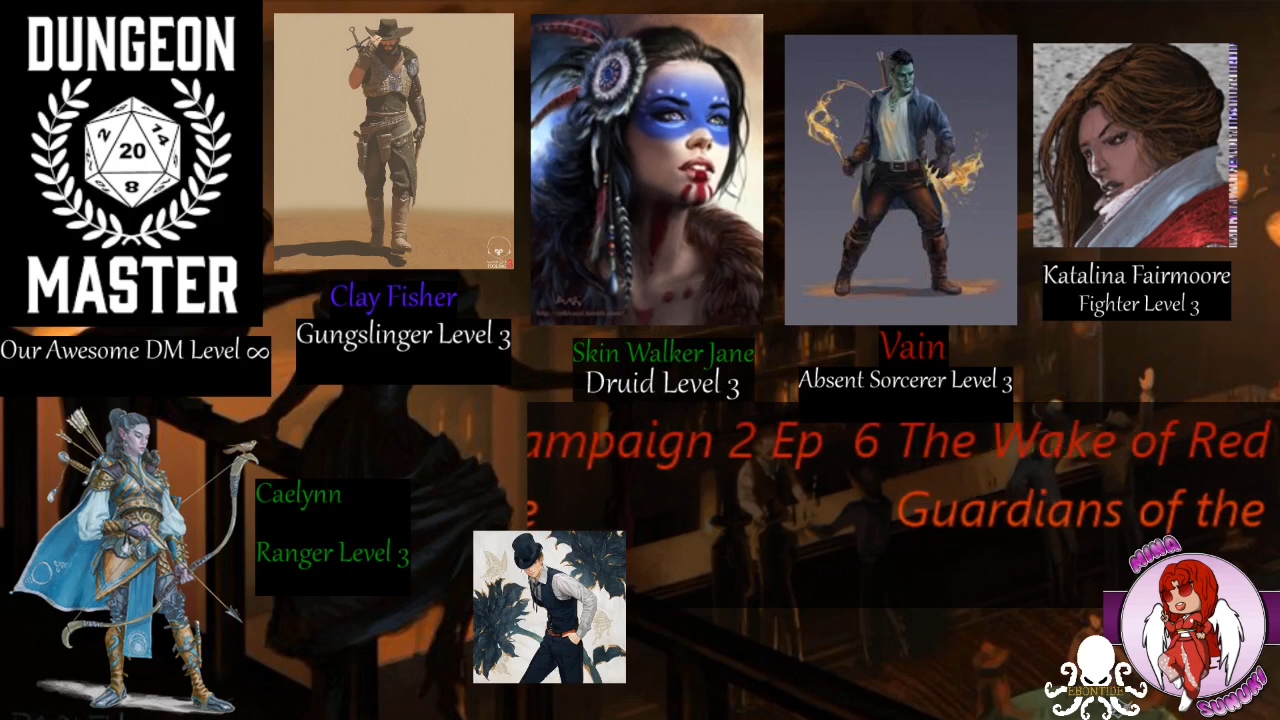 DUNGEON
20
2
14
8
MASTER
Our Awesome DM Level ∞
Clay Fisher
Gungslinger Level 3
Skin Walker Jane
Druid Level 3
Vain
Absent Sorcerer Level 3
Katalina Fairmoore
Fighter Level 3
ampaign 2 Ep 6 The Wake of Red
e Guardians of the
Caelynn
Ranger Level 3
EBONTIDE